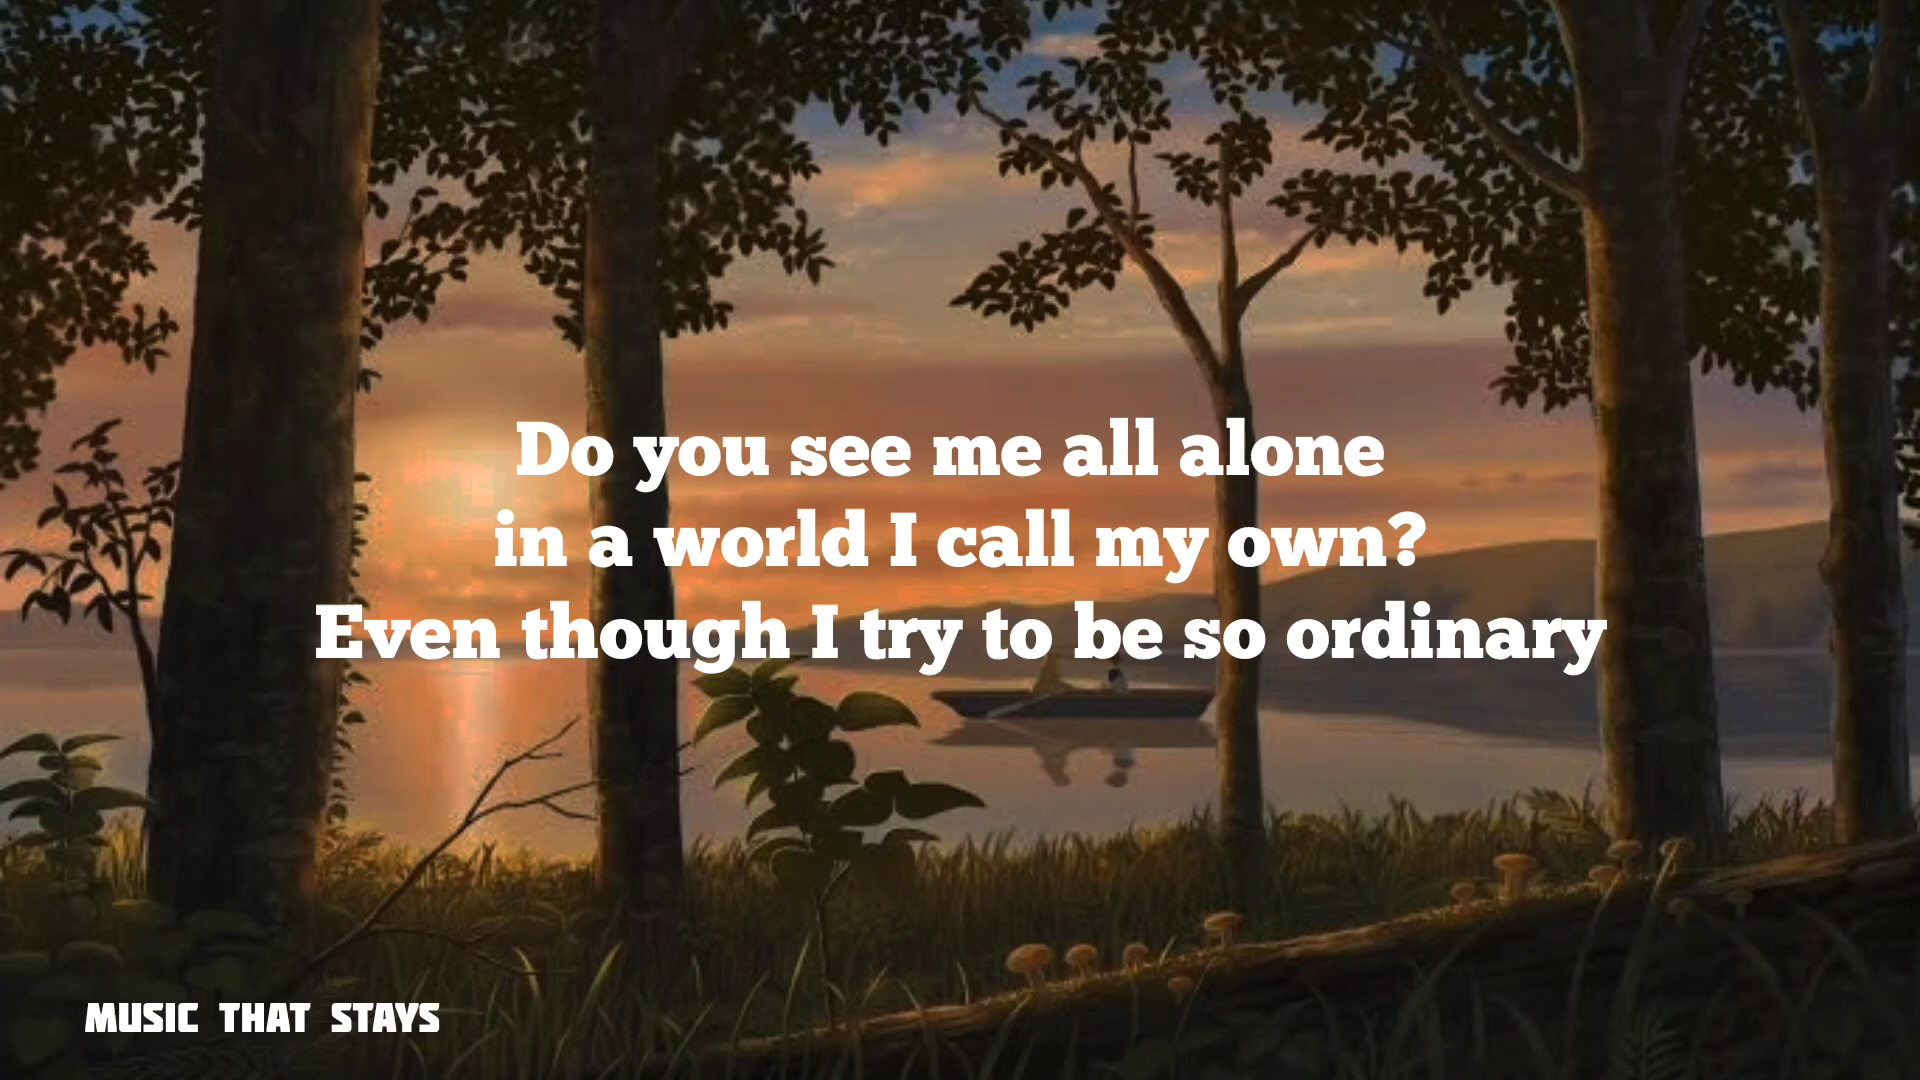 Do you see me all alone
in a world I call my own?
Even though I try to be so ordinary
MUSIC THAT STAYS